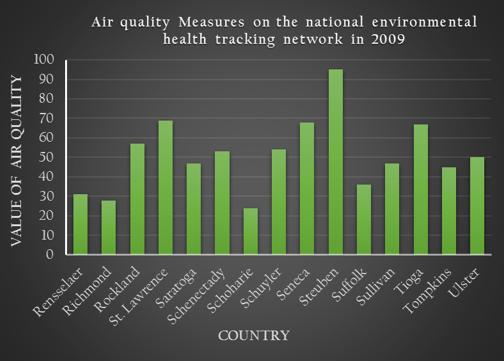 Air quality Measures on the national environmental
health tracking network in 2009
VALUE OF AIR QUALITY
100
90
80
70
60
50
40
30
20
10
0
Rensselaer
Richmond
Rockland
St. Lawrence
Saratoga
Schenectady
Schoharie
Schuyler
Seneca
Steuben
Suffolk
Sullivan
Tioga
Tompkins
Ulster
COUNTRY